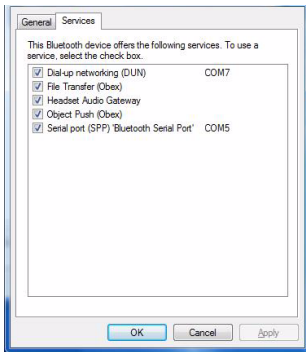 General Services
This Bluetooth device offers the following services. To use a
service, select the check box.
Dial-up networking (DUN) COM7
File Transfer (Obex)
Headset Audio Gateway
Object Push (Obex)
Serial port (SPP) 'Bluetooth Serial Port' COM5
OK Cancel Apply